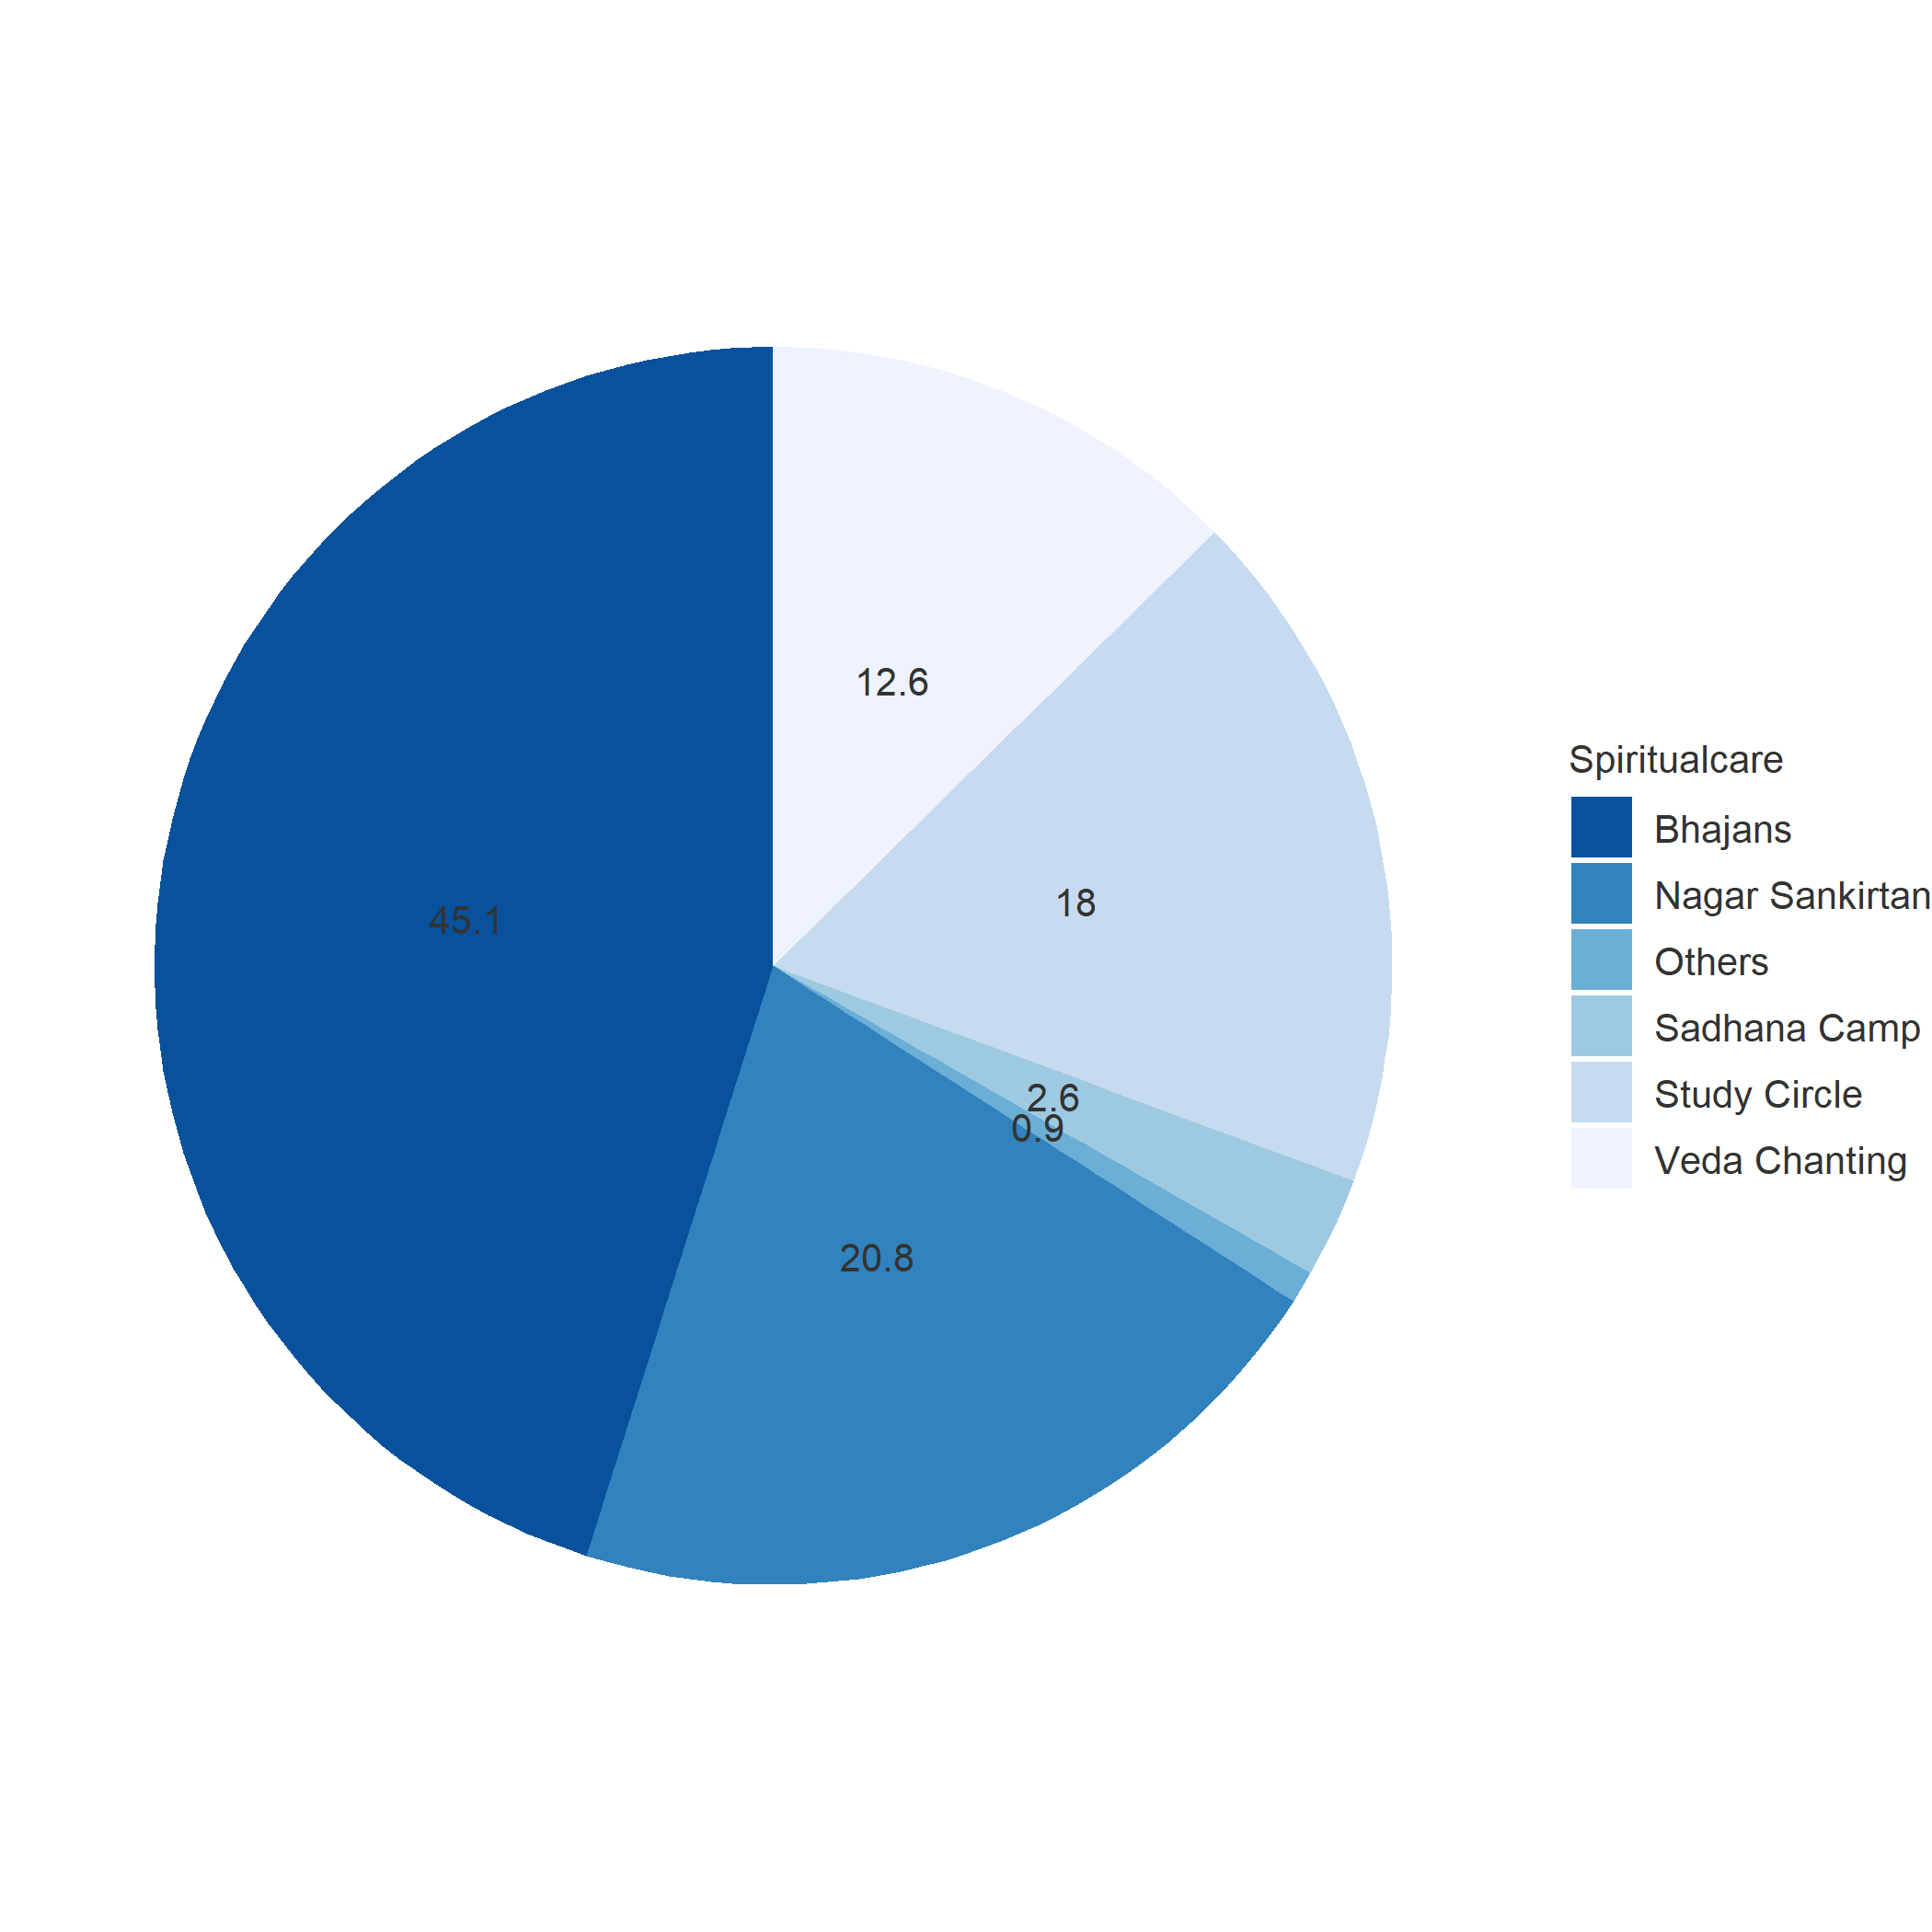 12.6
18
45.1
2.6
0.9
20.8
Spiritualcare
Bhajans
Nagar Sankirtan
Others
Sadhana Camp
Study Circle
Veda Chanting